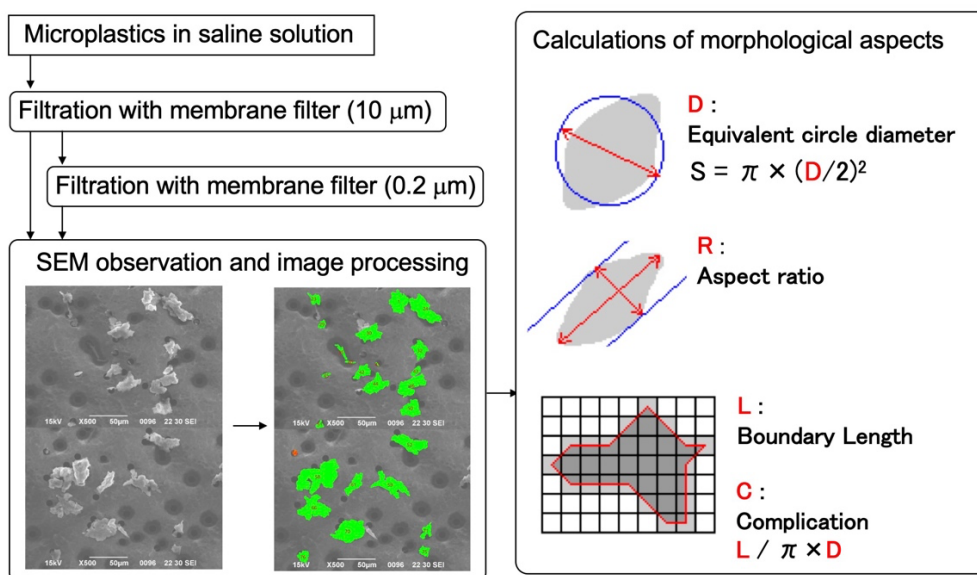 Microplastics in saline solution
Filtration with membrane filter (10 μm)
Filtration with membrane filter (0.2 μm)
SEM observation and image processing
15kV X500 50μm 0096 22 30 SEI
15kV X500 50μm 0096 22 30 SEI
15kV X500 50μm 0096 22 30 SEI
15kV X500 50μm 0096 22 30 SEI
Calculations of morphological aspects
D :
Equivalent circle diameter
S = π × (D/2)²
R :
Aspect ratio
L :
Boundary Length
C :
Complication
L / π × D